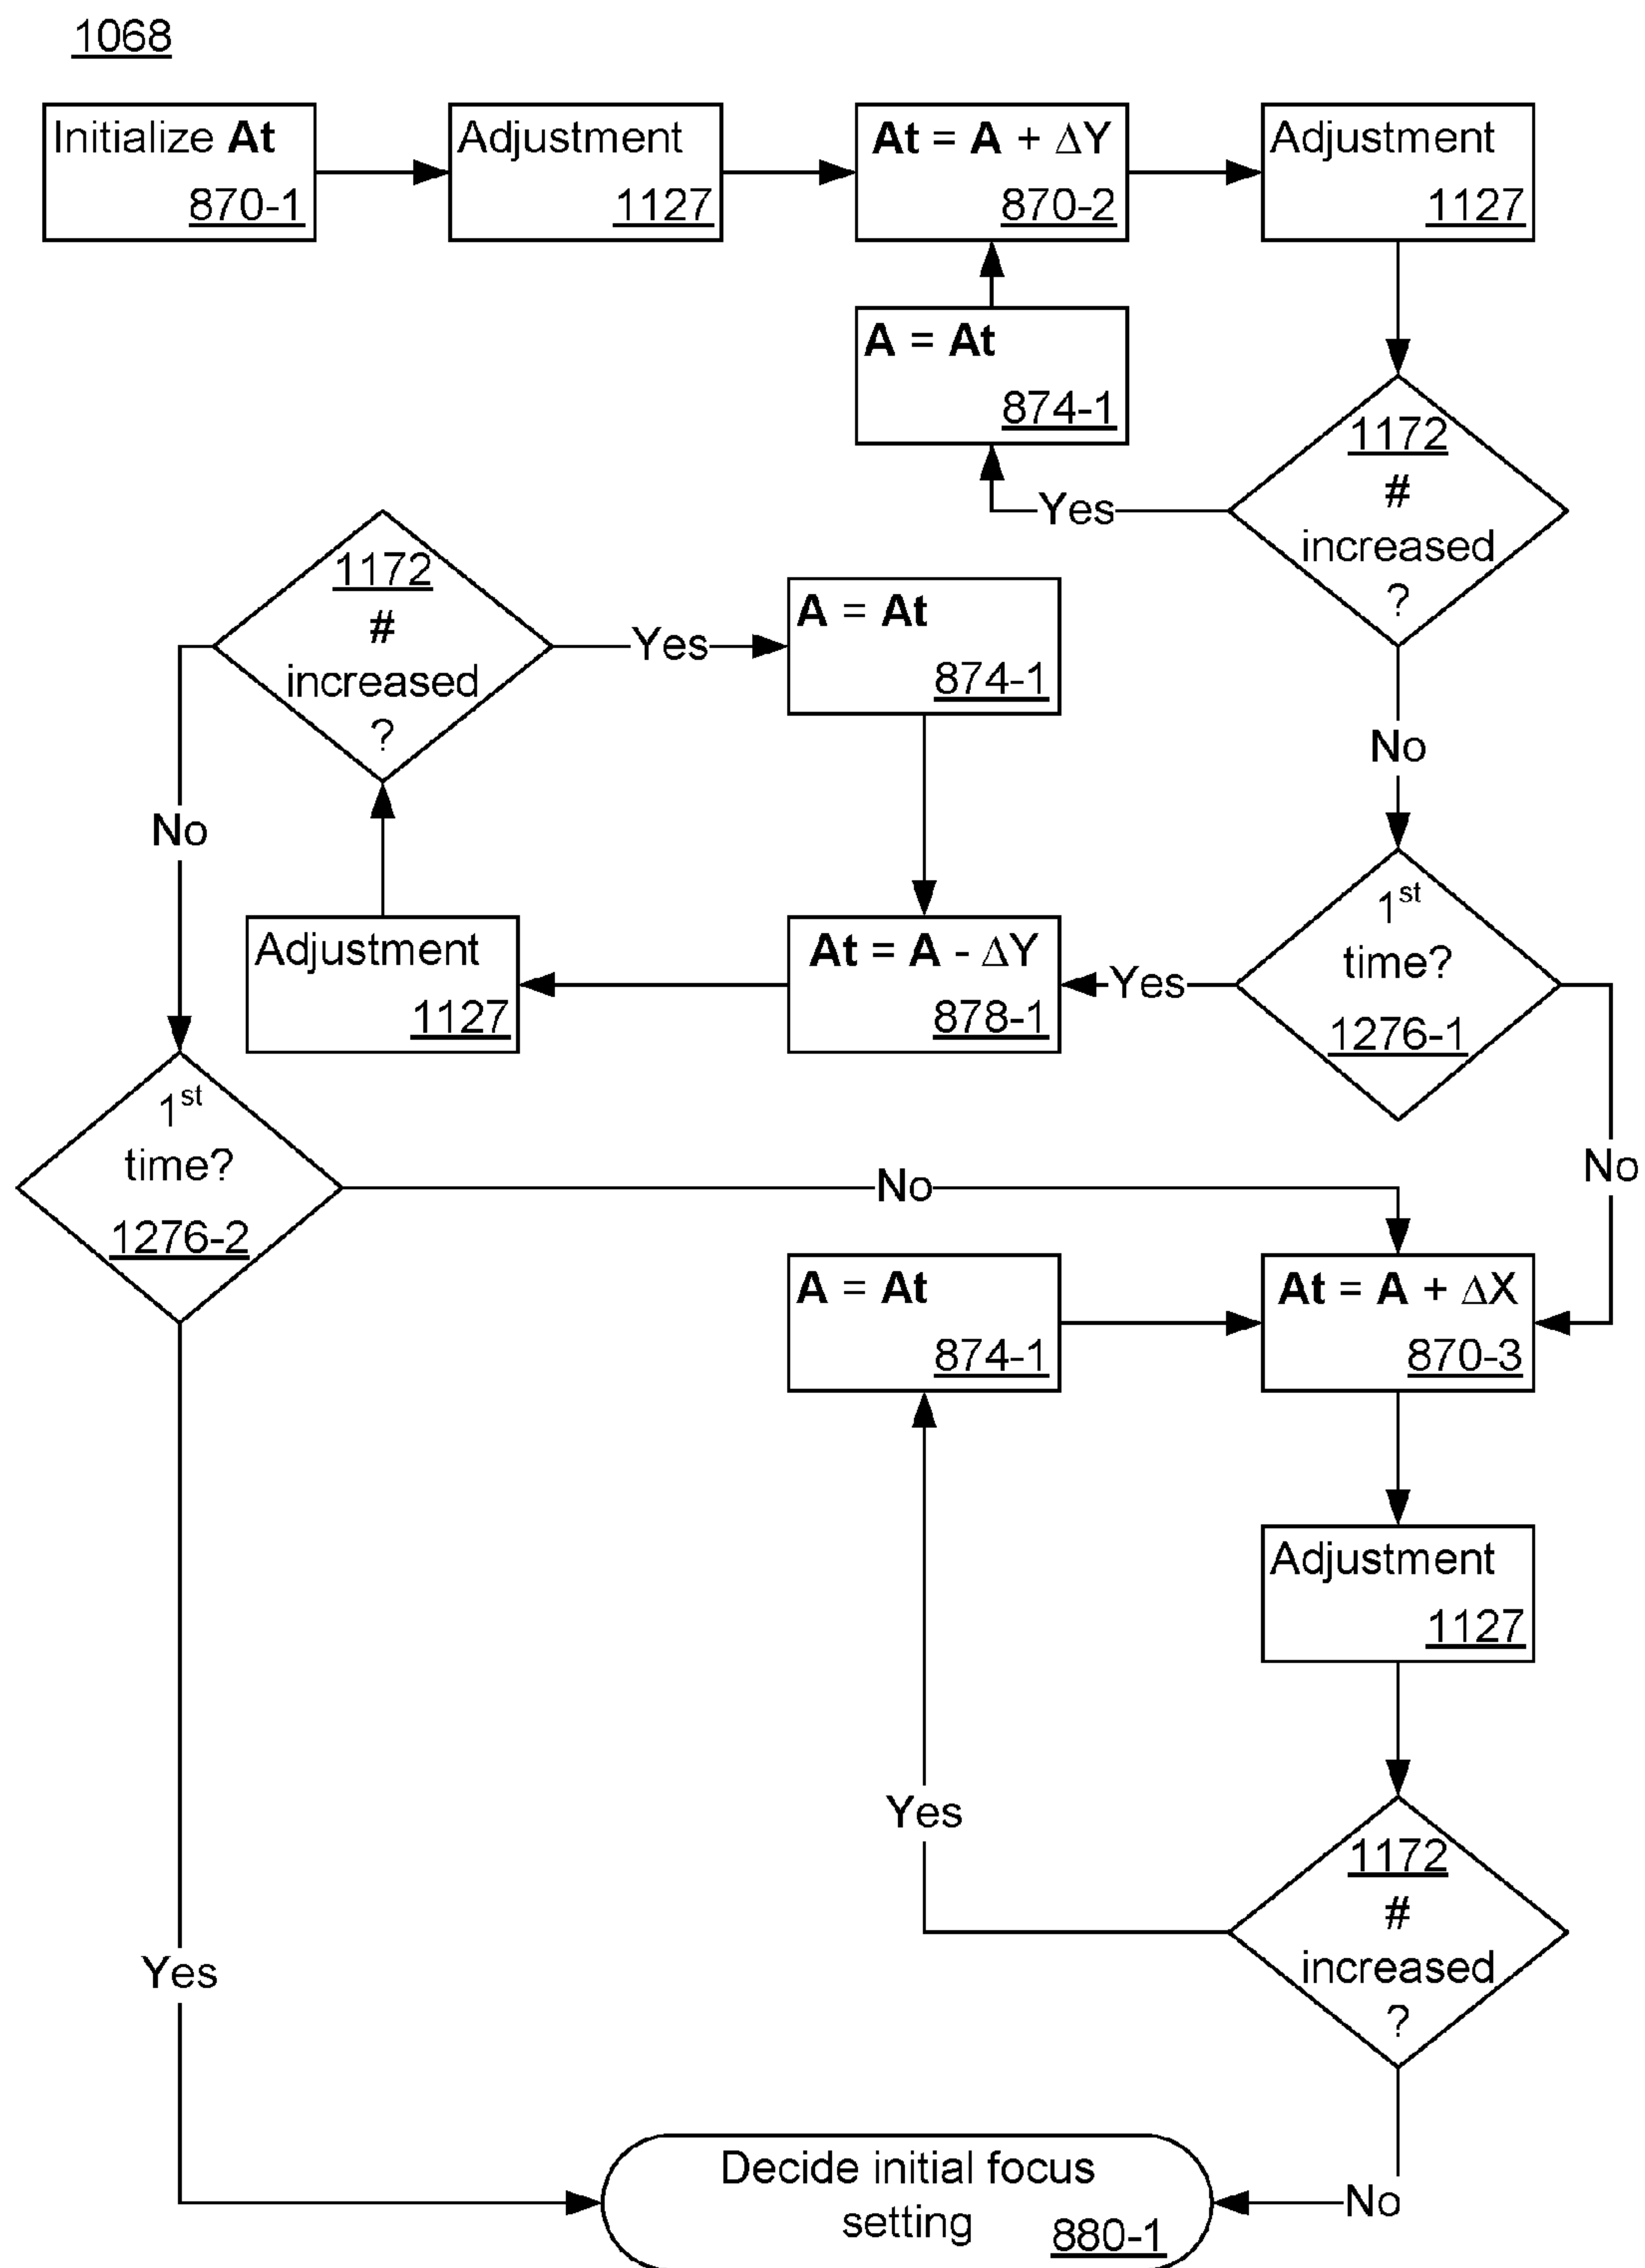 1068
Initialize At
870-1
Adjustment
1127
At = A + ΔY
870-2
Adjustment
1127
A = At
874-1
1172
#
increased
?
Yes
1172
#
increased
?
Yes
A = At
874-1
No
No
1st
time?
1276-1
Adjustment
1127
At = A - ΔY
878-1
Yes
No
1st
time?
1276-2
No
A = At
874-1
At = A + ΔX
870-3
Adjustment
1127
Yes
1172
#
increased
?
Yes
No
Decide initial focus
setting 880-1